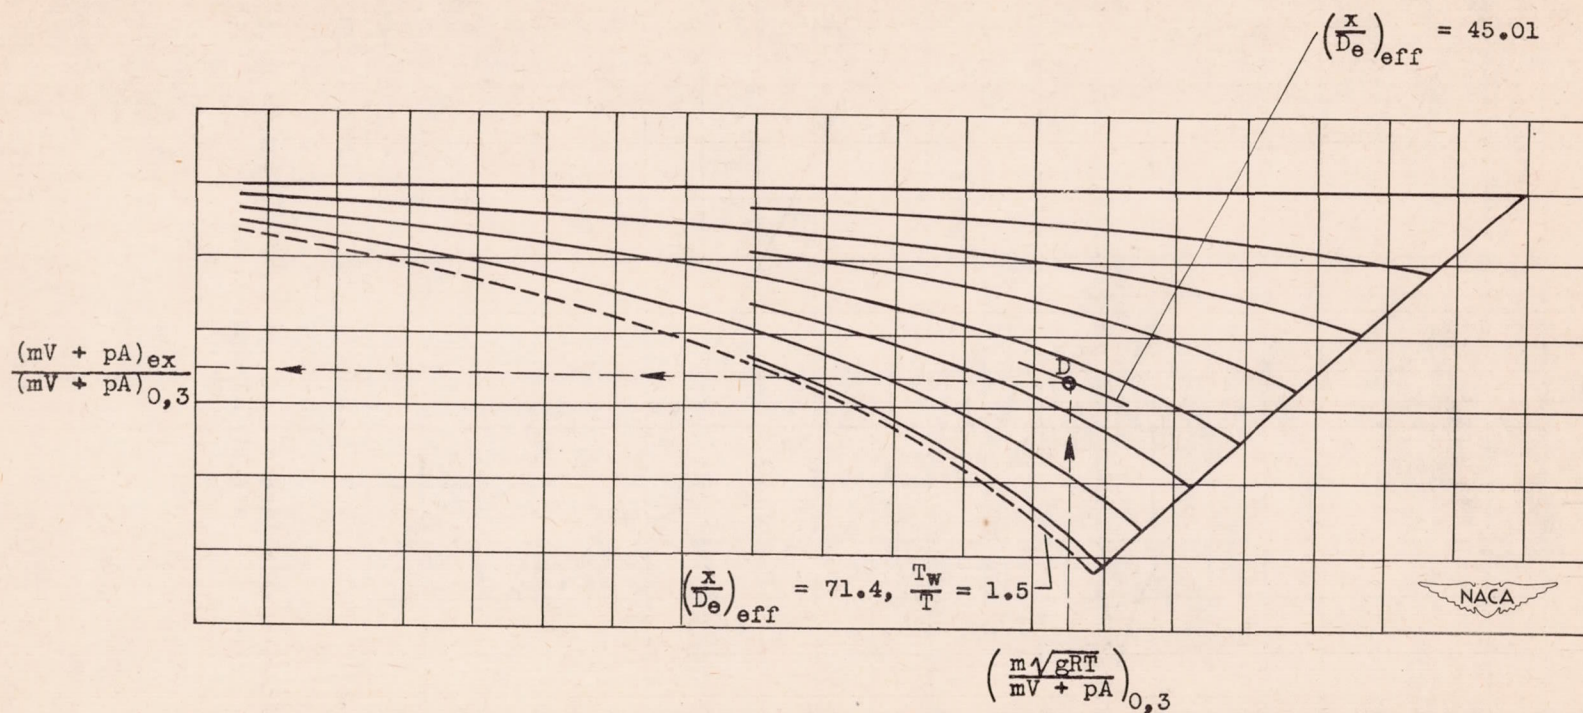 (x/De)eff = 45.01
(mV + pA)ex
(mV + pA)0,3
D
(x/De)eff = 71.4, Tw/T = 1.5
NACA
(m√gRT / mV + pA)0,3